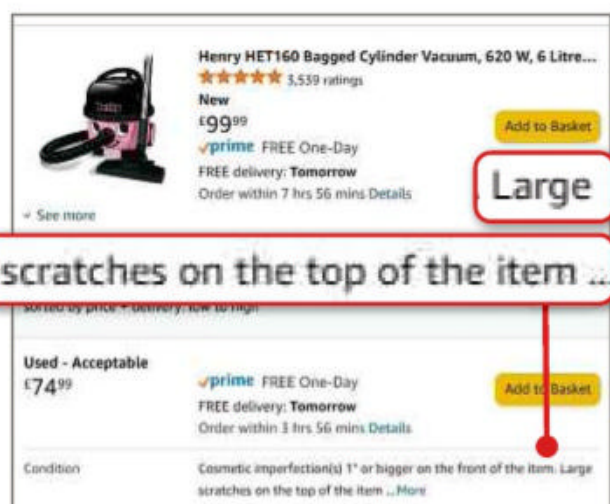 Henry HET160 Bagged Cylinder Vacuum, 620 W, 6 Litre...
3,539 ratings
New
£99.99
Add to Basket
prime FREE One-Day
FREE delivery: Tomorrow
Order within 7 hrs 56 mins Details
See more
Large
scratches on the top of the item ...
sorted by price + delivery: low to high
Used - Acceptable
£74.99
prime FREE One-Day
Add to Basket
FREE delivery: Tomorrow
Order within 3 hrs 56 mins Details
Condition
Cosmetic imperfection(s) 1" or bigger on the front of the item. Large
scratches on the top of the item ... More